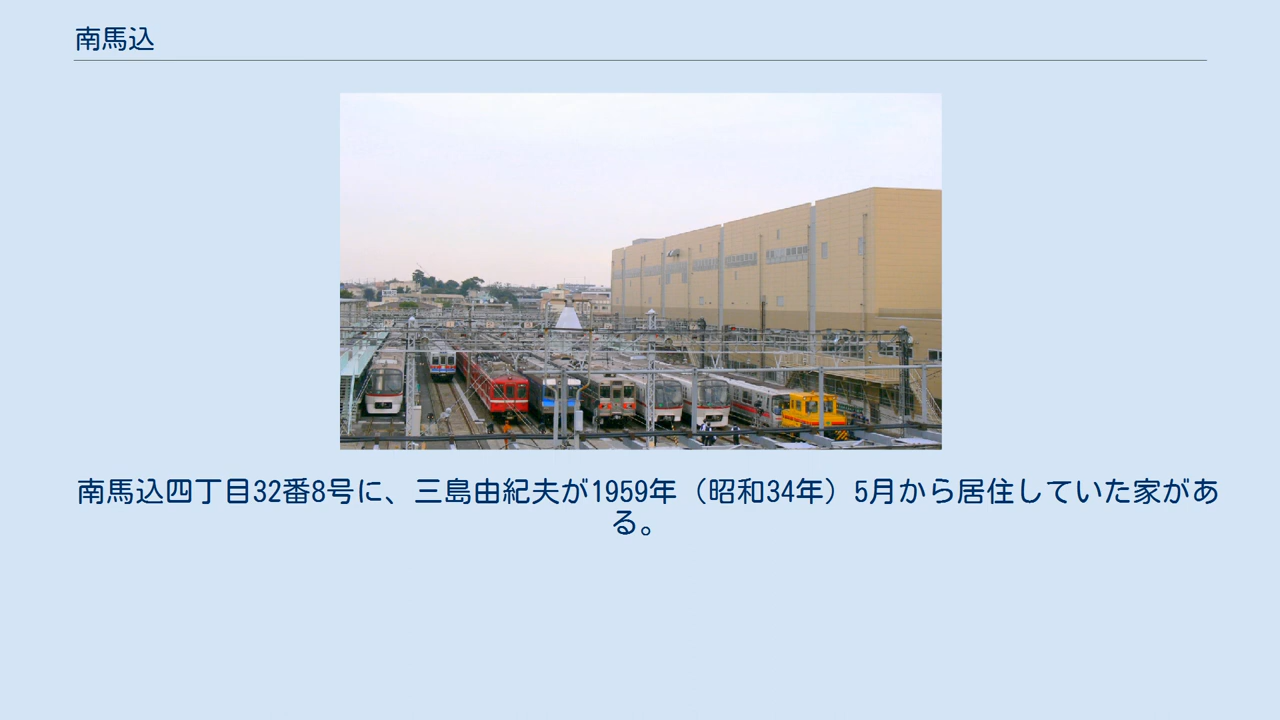 南馬込
南馬込四丁目32番8号に、三島由紀夫が1959年（昭和34年）5月から居住していた家があ
る。